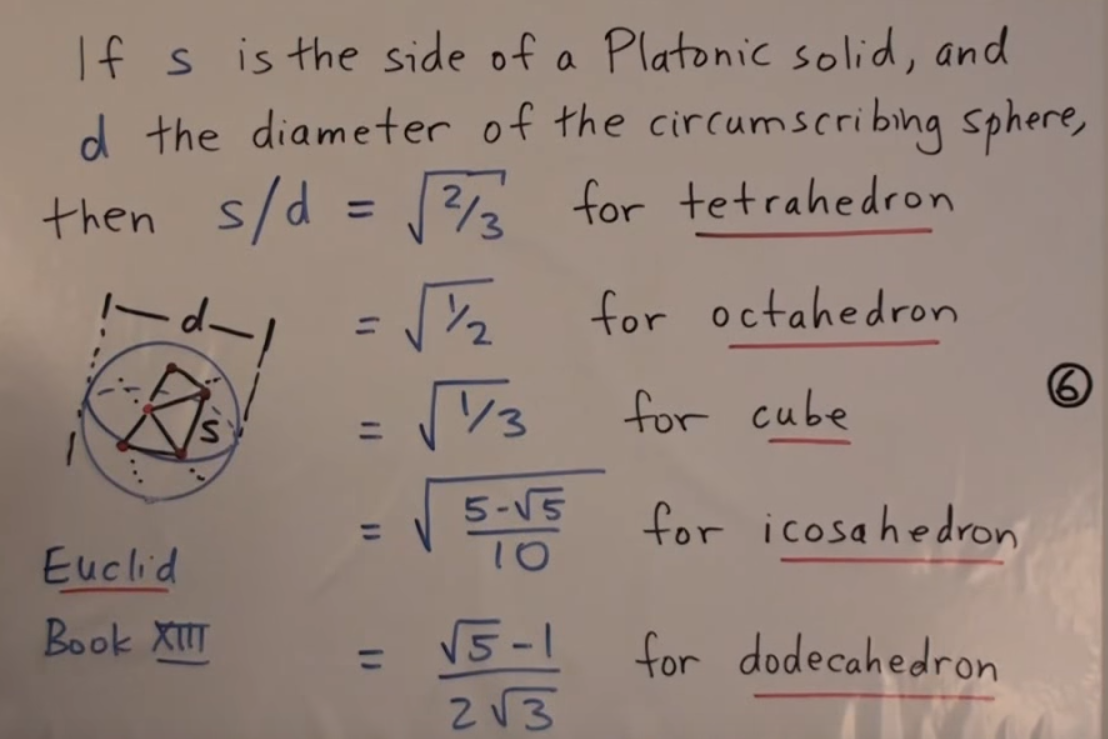 If s is the side of a Platonic solid, and
d the diameter of the circumscribing sphere,
then s/d = √2/3 for tetrahedron
d
= √1/2 for octahedron
⑥
= √1/3 for cube
s
= √(5-√5)/10 for icosahedron
Euclid
Book XIII
= (√5-1)/2√3 for dodecahedron